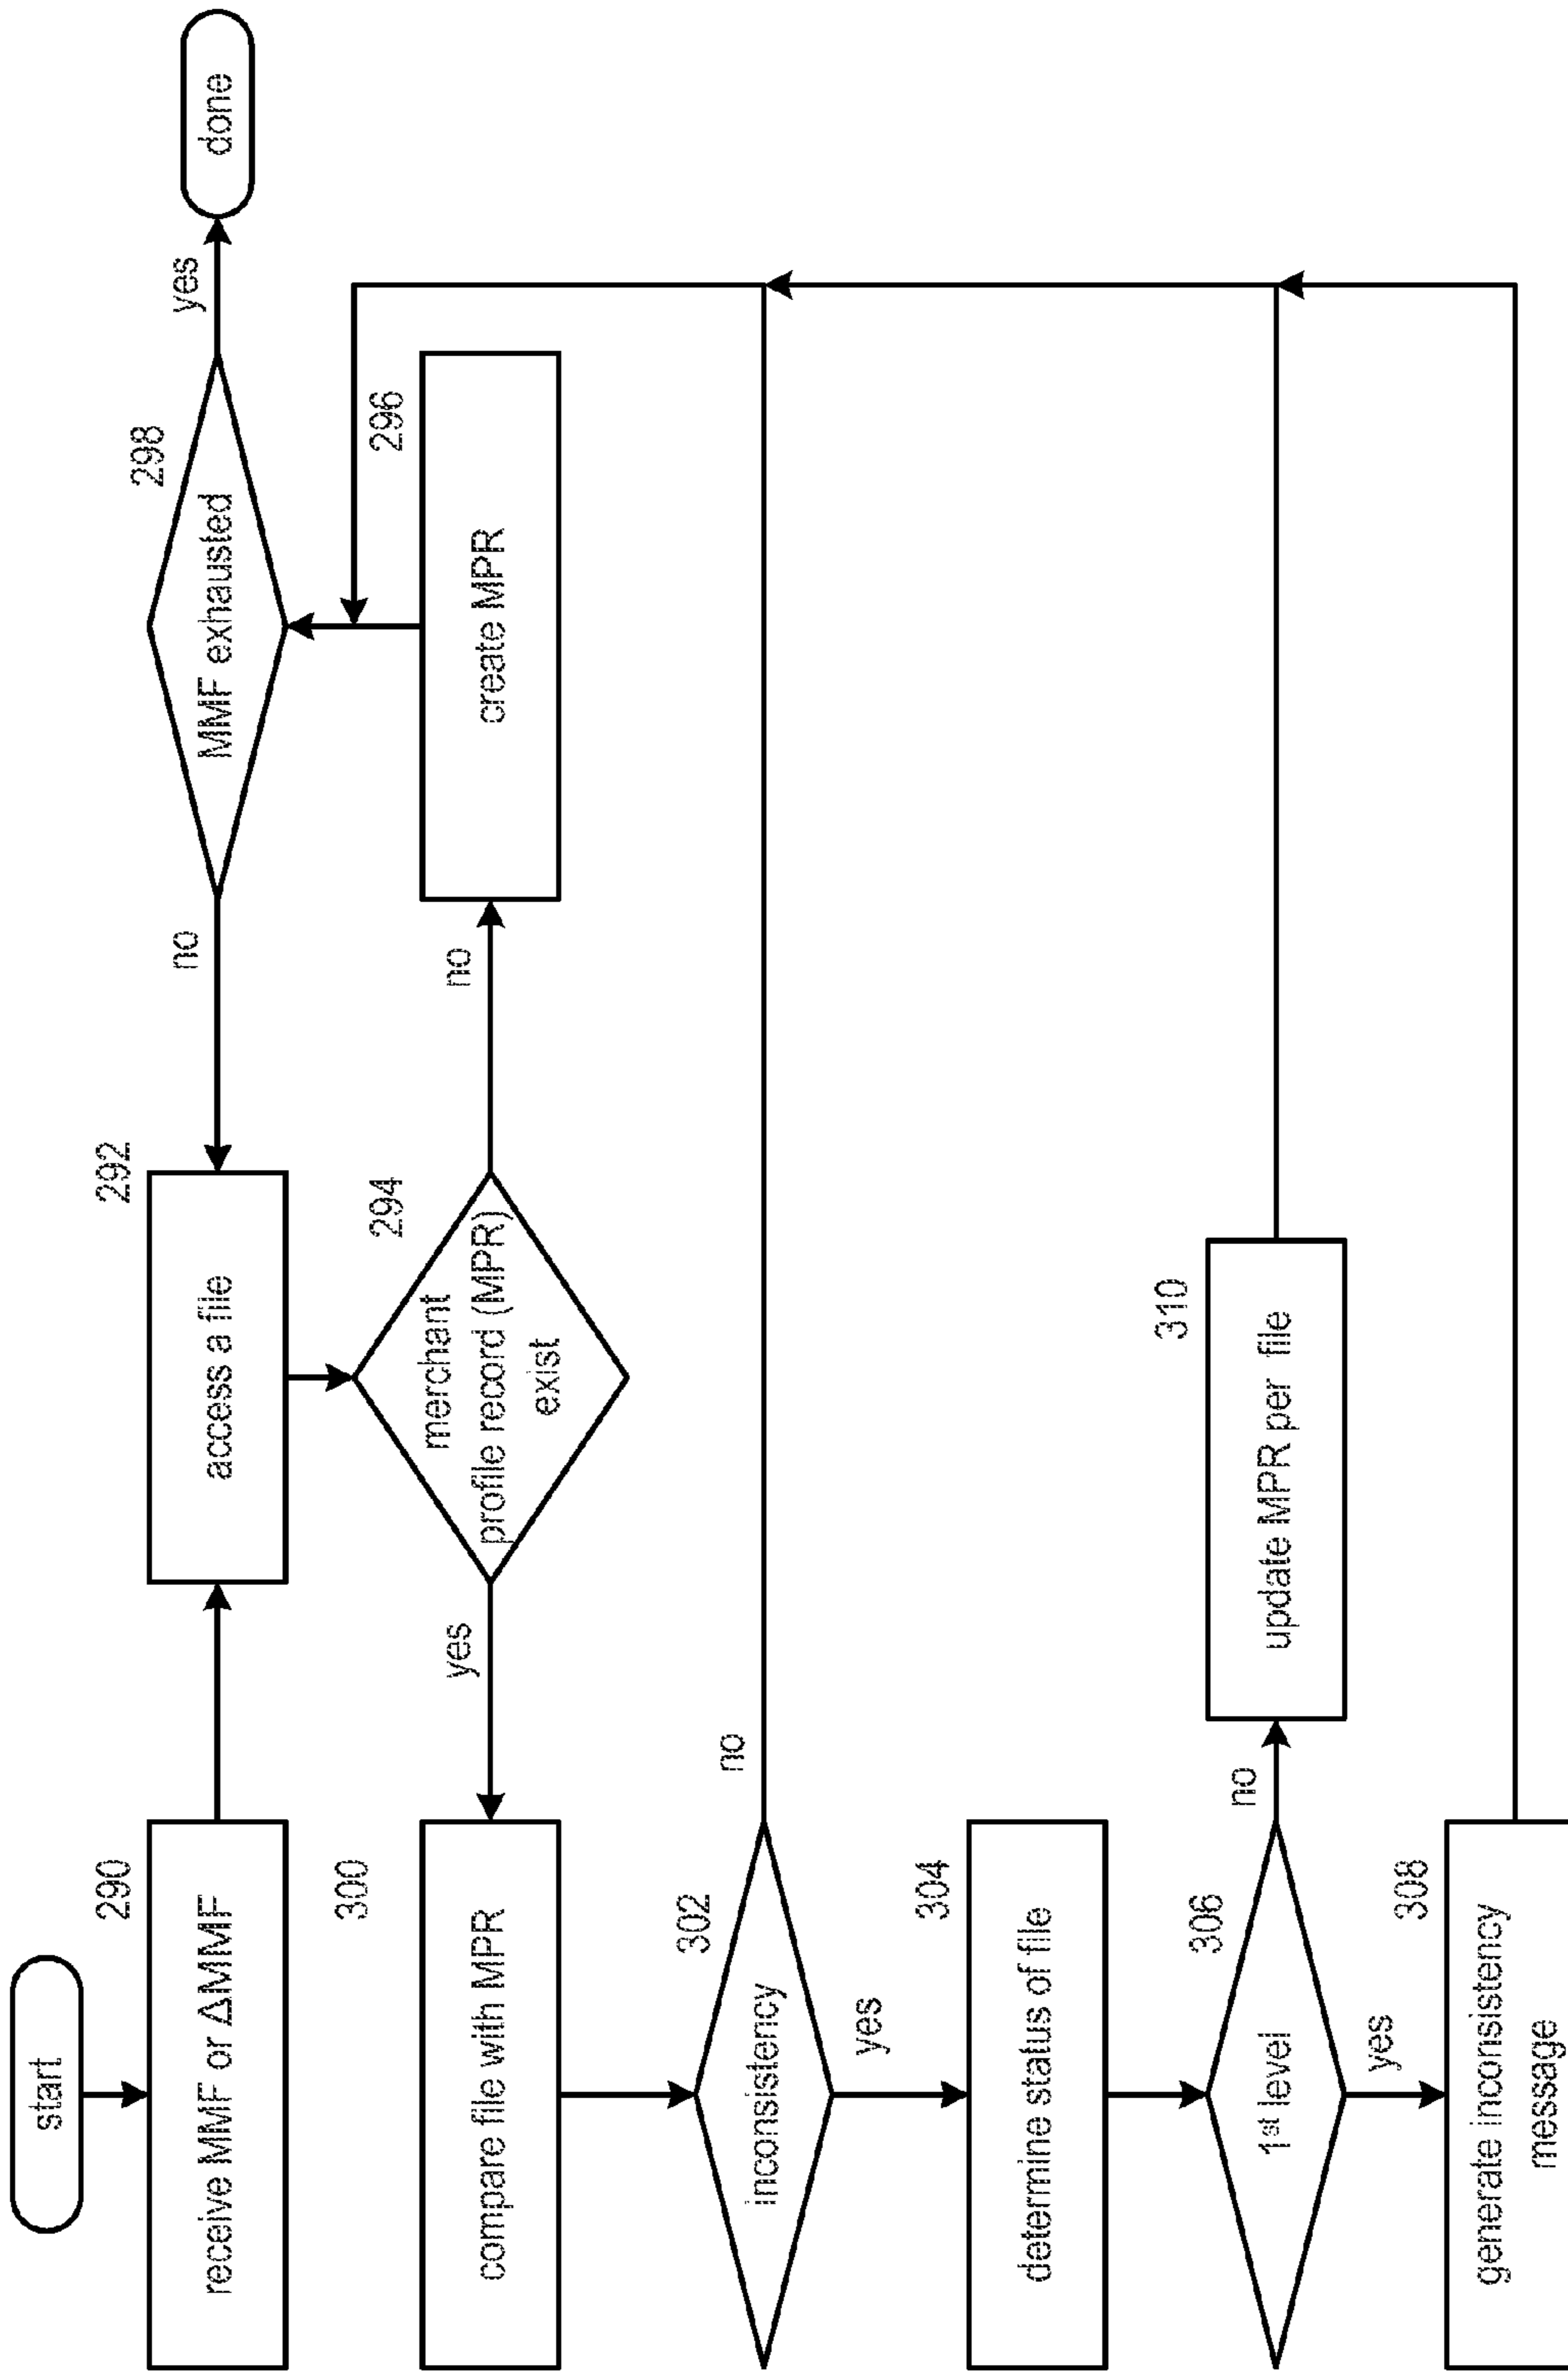 start
290
receive MMF or ΔMMF
292
access a file
no
298
MMF exhausted
yes
done
294
merchant
profile record (MPR)
exist
no
296
create MPR
yes
300
compare file with MPR
302
inconsistency
no
yes
304
determine status of file
306
1st level
no
310
update MPR per file
yes
308
generate inconsistency
message